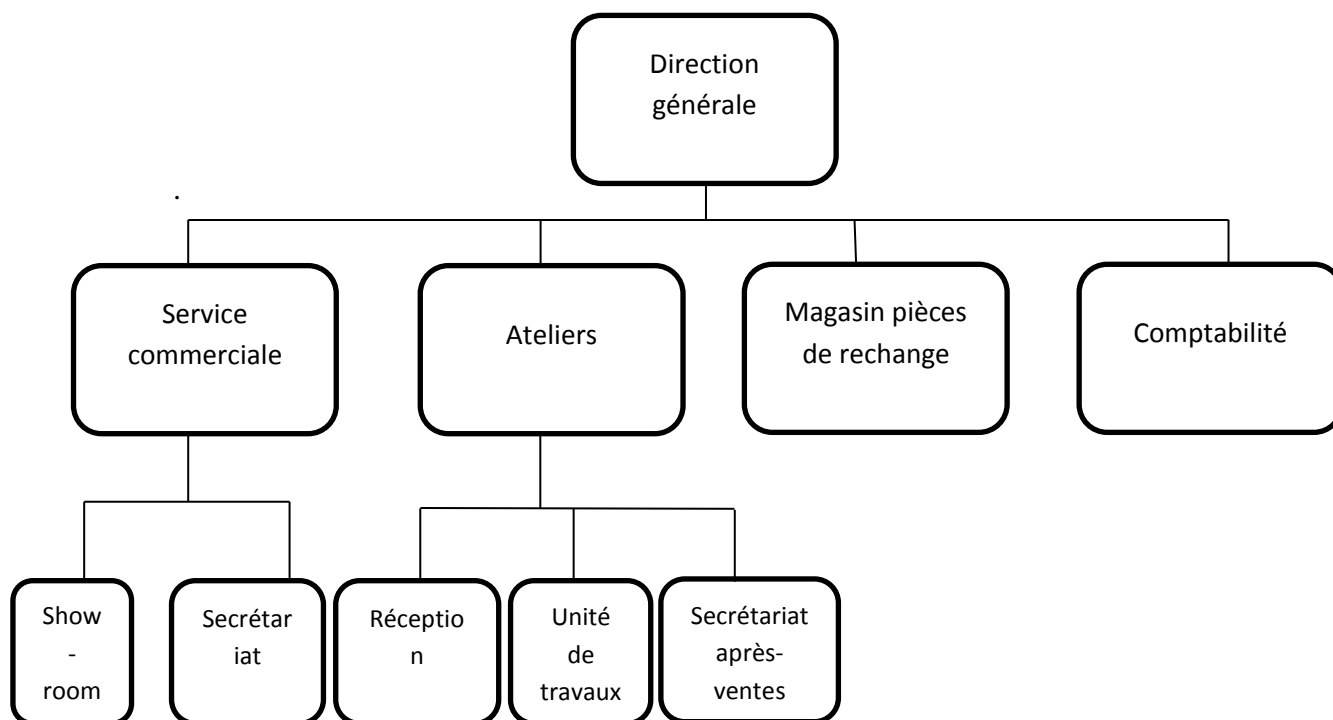 Direction
générale
.
Service
commerciale
Ateliers
Magasin pièces
de rechange
Comptabilité
Show
-
room
Secrétar
iat
Réceptio
n
Unité
de
travaux
Secrétariat
après-
ventes